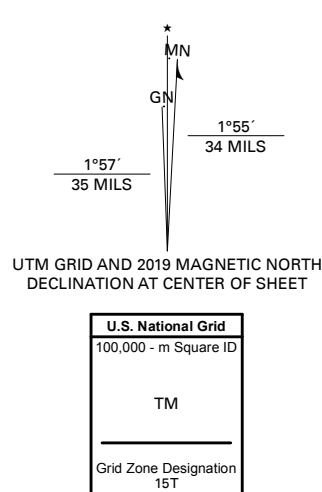 ★
MN
GN
1°55´
34 MILS
1°57´
35 MILS
UTM GRID AND 2019 MAGNETIC NORTH
DECLINATION AT CENTER OF SHEET
U.S. National Grid
100,000 - m Square ID
TM
Grid Zone Designation
15T